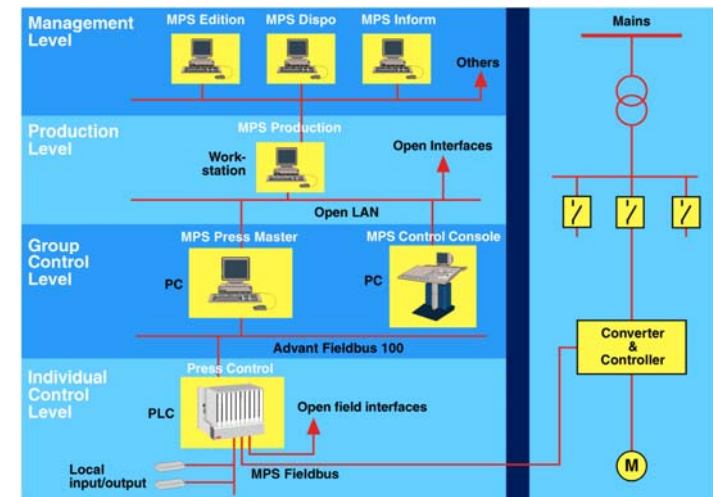 Management
Level
MPS Edition
MPS Dispo
MPS Inform
Others
Production
Level
MPS Production
Work-
station
Open Interfaces
Open LAN
Group
Control
Level
MPS Press Master
PC
MPS Control Console
PC
Advant Fieldbus 100
Individual
Control
Level
Press Control
PLC
Open field interfaces
Local
input/output
MPS Fieldbus
Mains
Converter
&
Controller
M